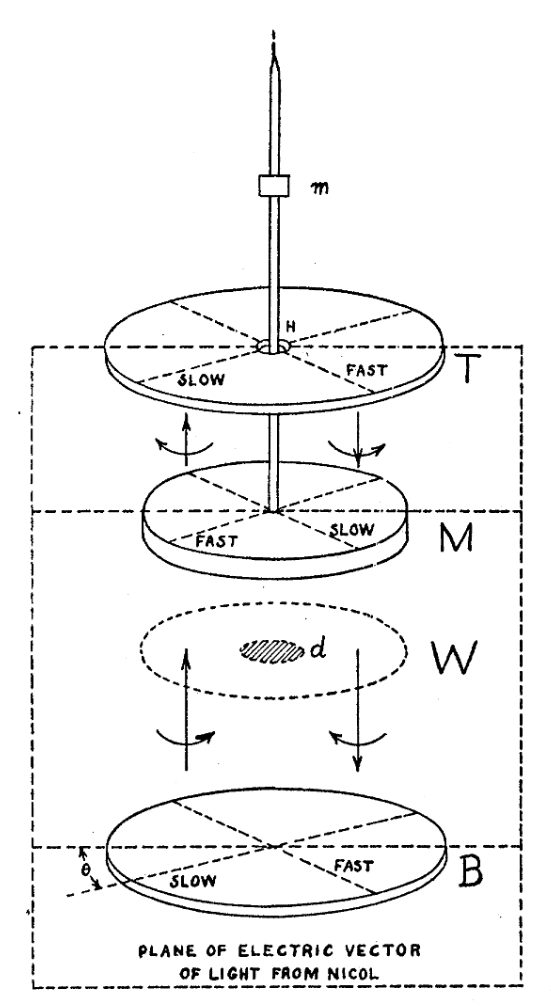 m
H
T
SLOW
FAST
M
FAST
SLOW
W
d
B
θ
SLOW
FAST
PLANE OF ELECTRIC VECTOR
OF LIGHT FROM NICOL